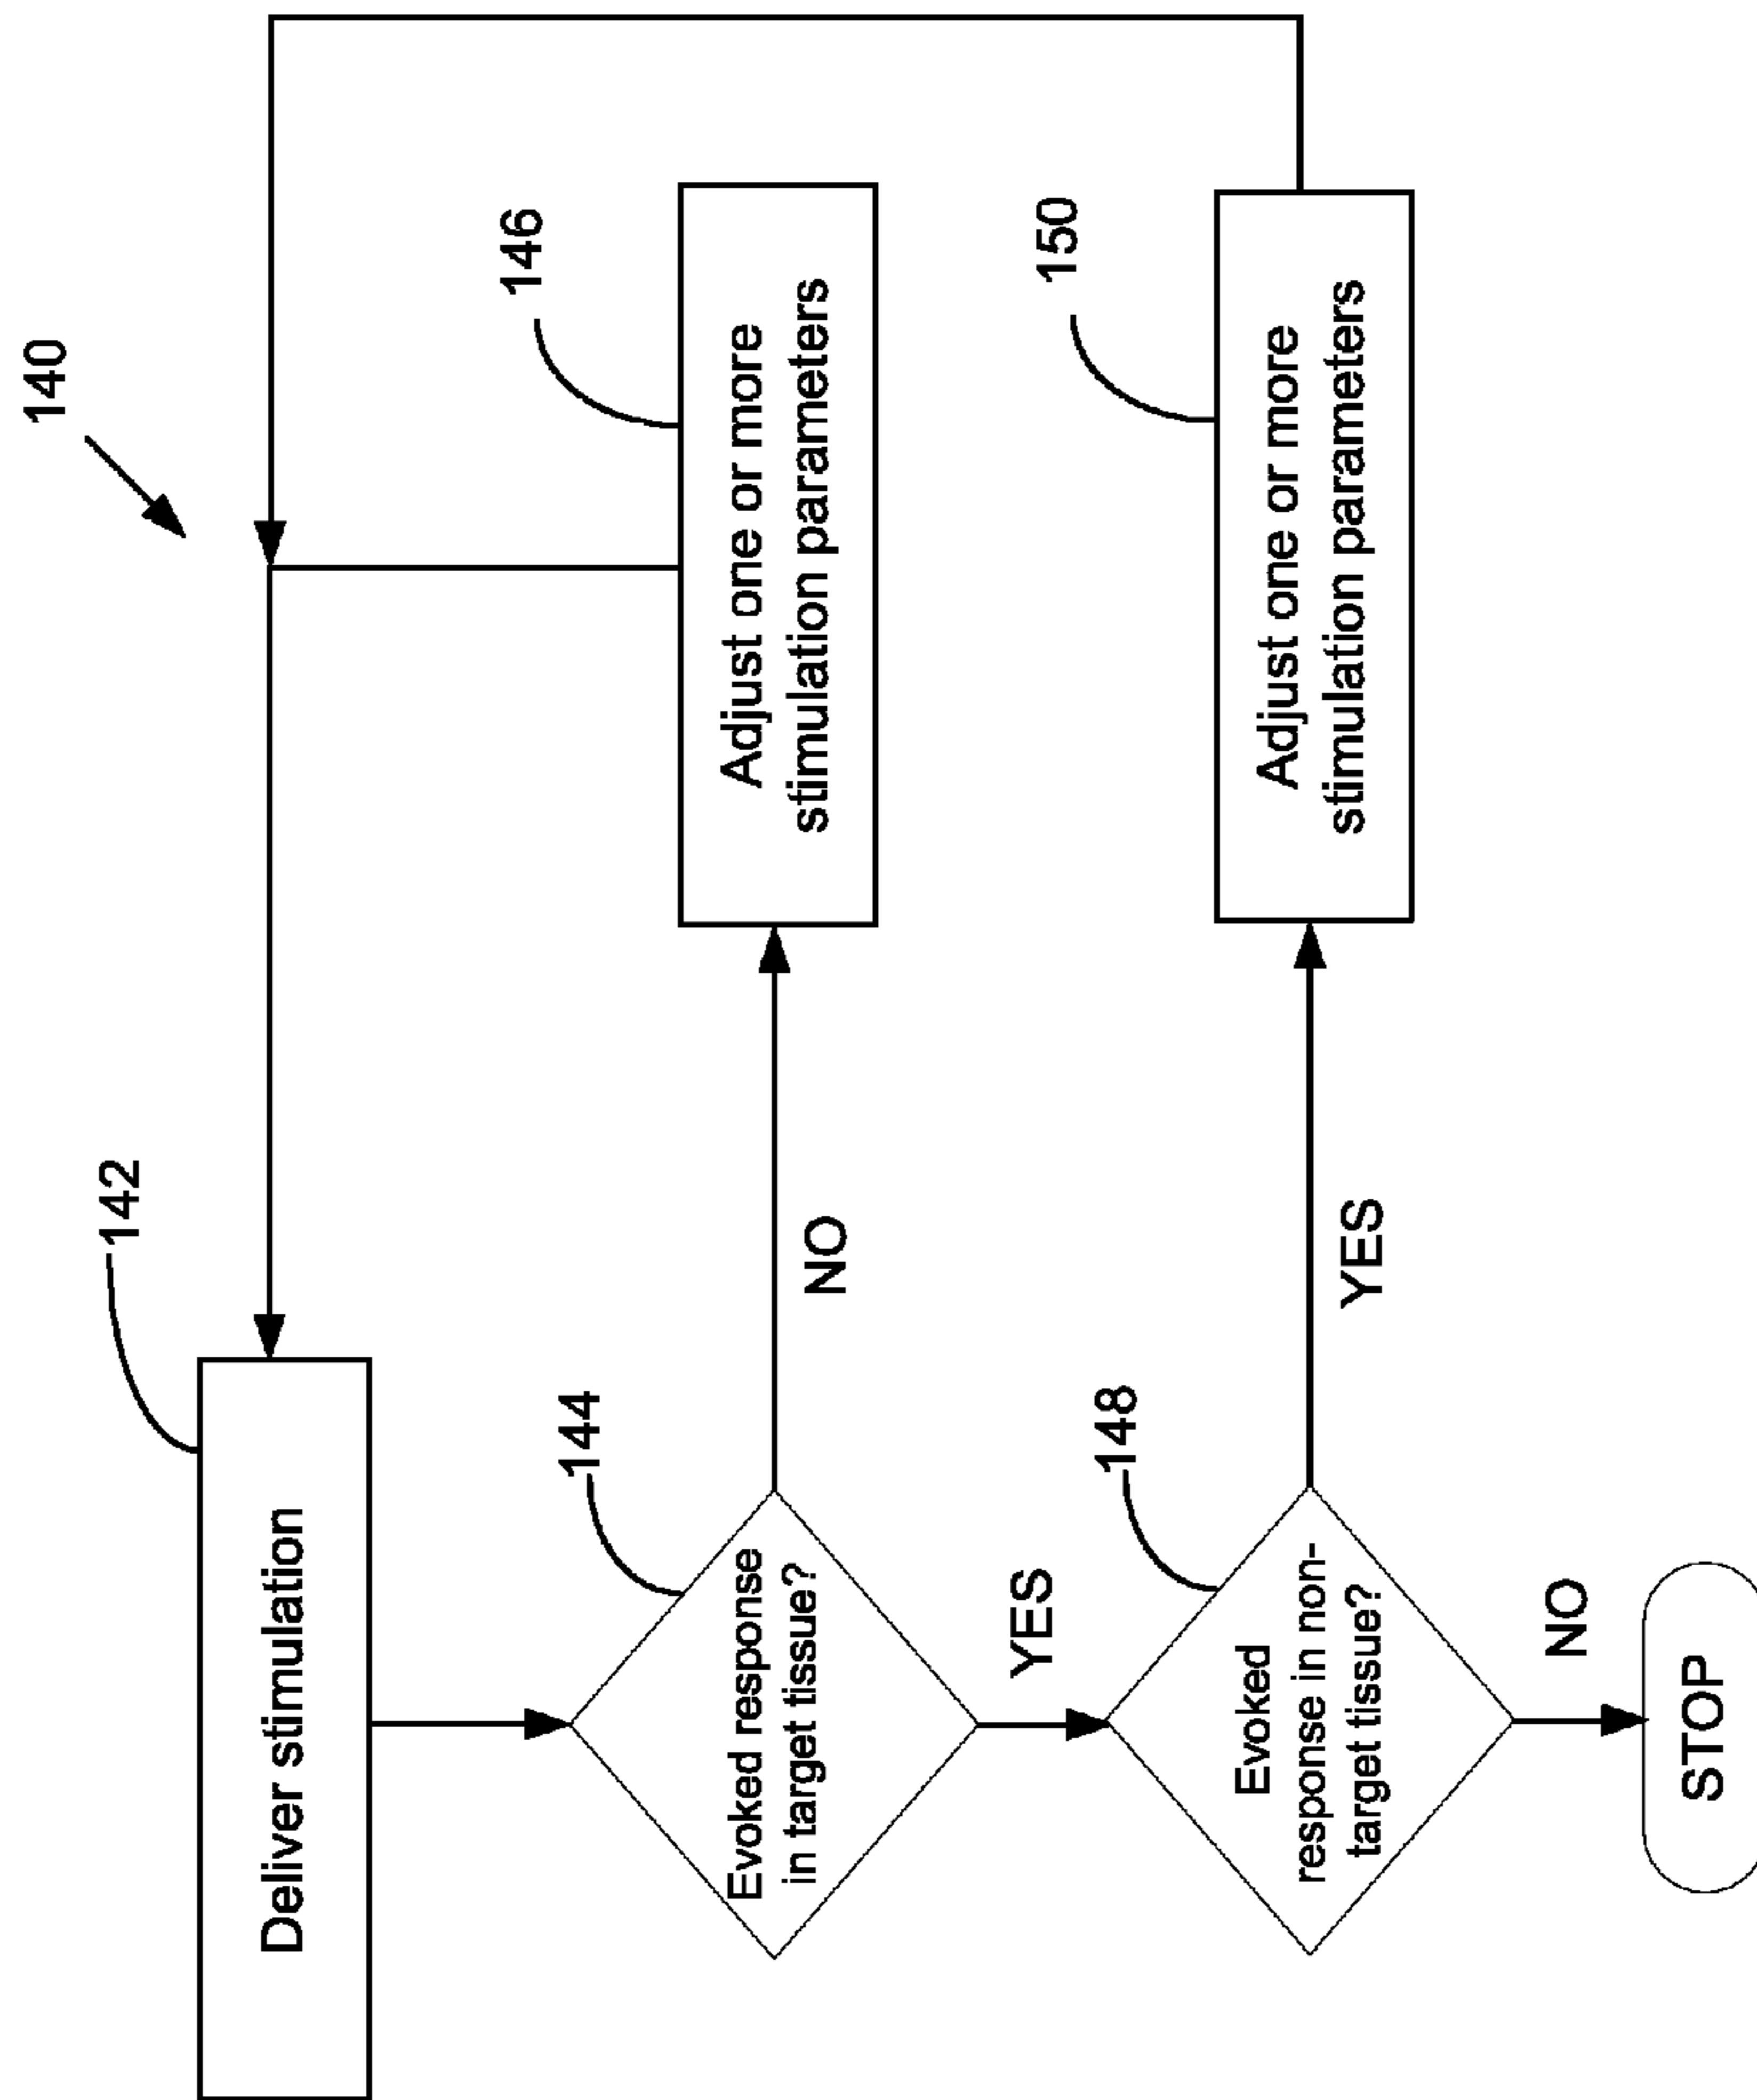 140
142
Deliver stimulation
144
Evoked response
in target tissue?
NO
146
Adjust one or more
stimulation parameters
YES
148
Evoked
response in non-
target tissue?
YES
150
Adjust one or more
stimulation parameters
NO
STOP